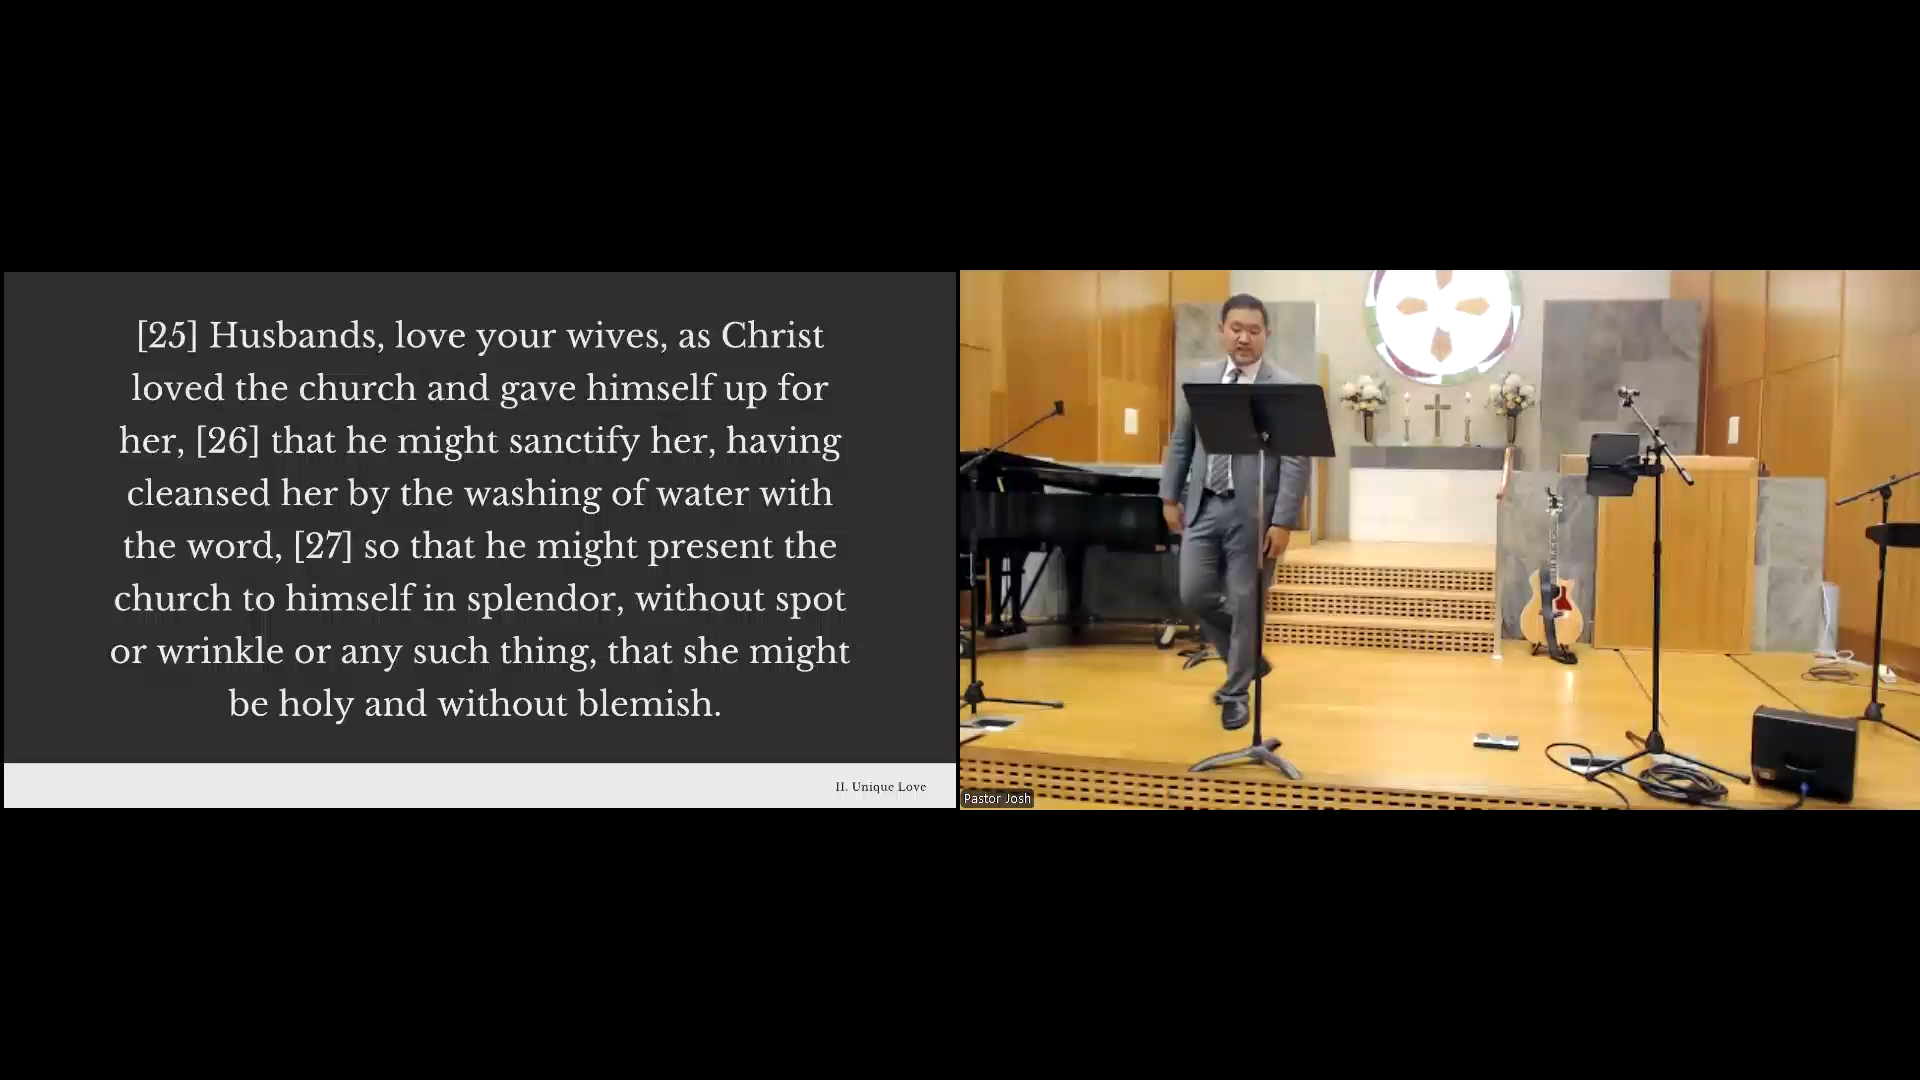 [25] Husbands, love your wives, as Christ
loved the church and gave himself up for
her, [26] that he might sanctify her, having
cleansed her by the washing of water with
the word, [27] so that he might present the
church to himself in splendor, without spot
or wrinkle or any such thing, that she might
be holy and without blemish.
II. Unique Love
Pastor Josh